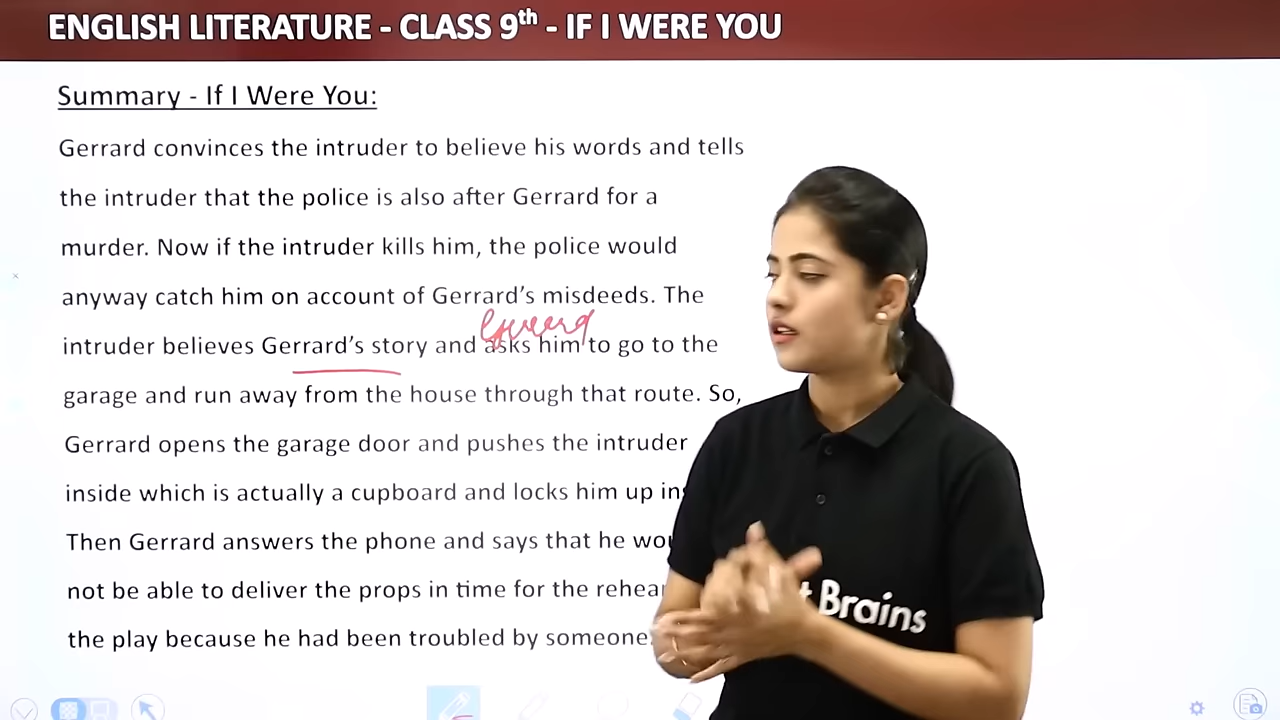 ENGLISH LITERATURE - CLASS 9th - IF I WERE YOU
Summary - If I Were You:
Gerrard convinces the intruder to believe his words and tells
the intruder that the police is also after Gerrard for a
murder. Now if the intruder kills him, the police would
anyway catch him on account of Gerrard's misdeeds. The
Gerrard
intruder believes Gerrard's story and asks him to go to the
garage and run away from the house through that route. So,
Gerrard opens the garage door and pushes the intruder
inside which is actually a cupboard and locks him up
Then Gerrard answers the phone and says that he
not be able to deliver the props in time for the
the play because he had been troubled by someone
Brains